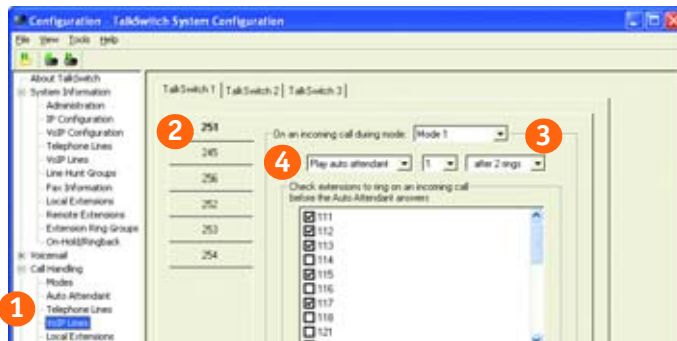 Configuration - TalkSwitch System Configuration
File View Tools Help
About TalkSwitch
System Information
Administration
IP Configuration
VoIP Configuration
Telephone Lines
VoIP Lines
Line Hunt Groups
Fax Information
Local Extensions
Remote Extensions
Extension Ring Groups
On-Hold/Ringback
Voicemail
Call Handling
Modes
Auto Attendant
Telephone Lines
VoIP Lines
Local Extensions
1
TalkSwitch 1 TalkSwitch 2 TalkSwitch 3
2
251
245
256
252
253
254
On an incoming call during mode: Mode 1
3
4
Play auto attendant 1 after 2 rings
Check extensions to ring on an incoming call
before the Auto Attendant answers
111
112
113
114
115
116
117
118
121